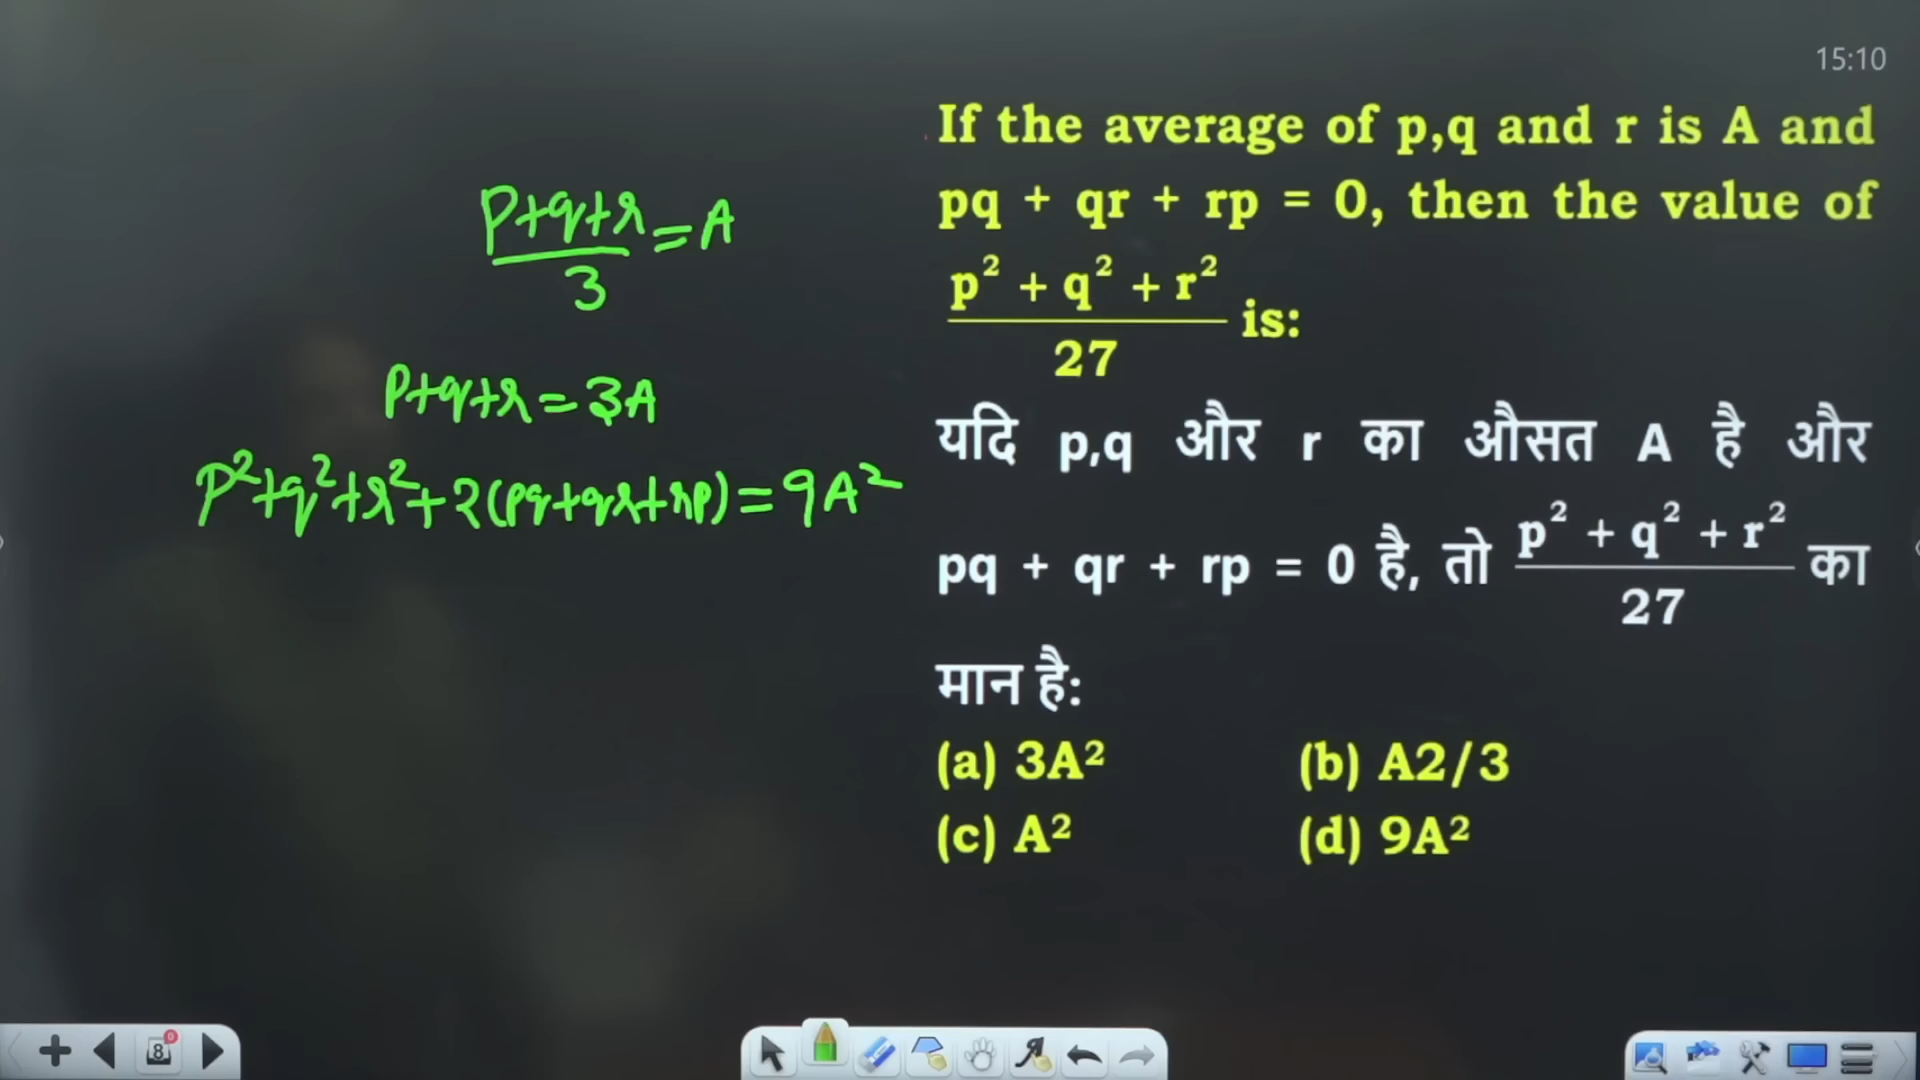 15:10
If the average of p,q and r is A and
pq + qr + rp = 0, then the value of
p² + q² + r²
27
is:
यदि p,q और r का औसत A है और
pq + qr + rp = 0 है, तो p² + q² + r² / 27 का
मान है:
(a) 3A² (b) A2/3
(c) A² (d) 9A²
p+q+r
3
=A
p+q+r=3A
p²+q²+r²+2(pq+qr+rp)=9A²
8
0